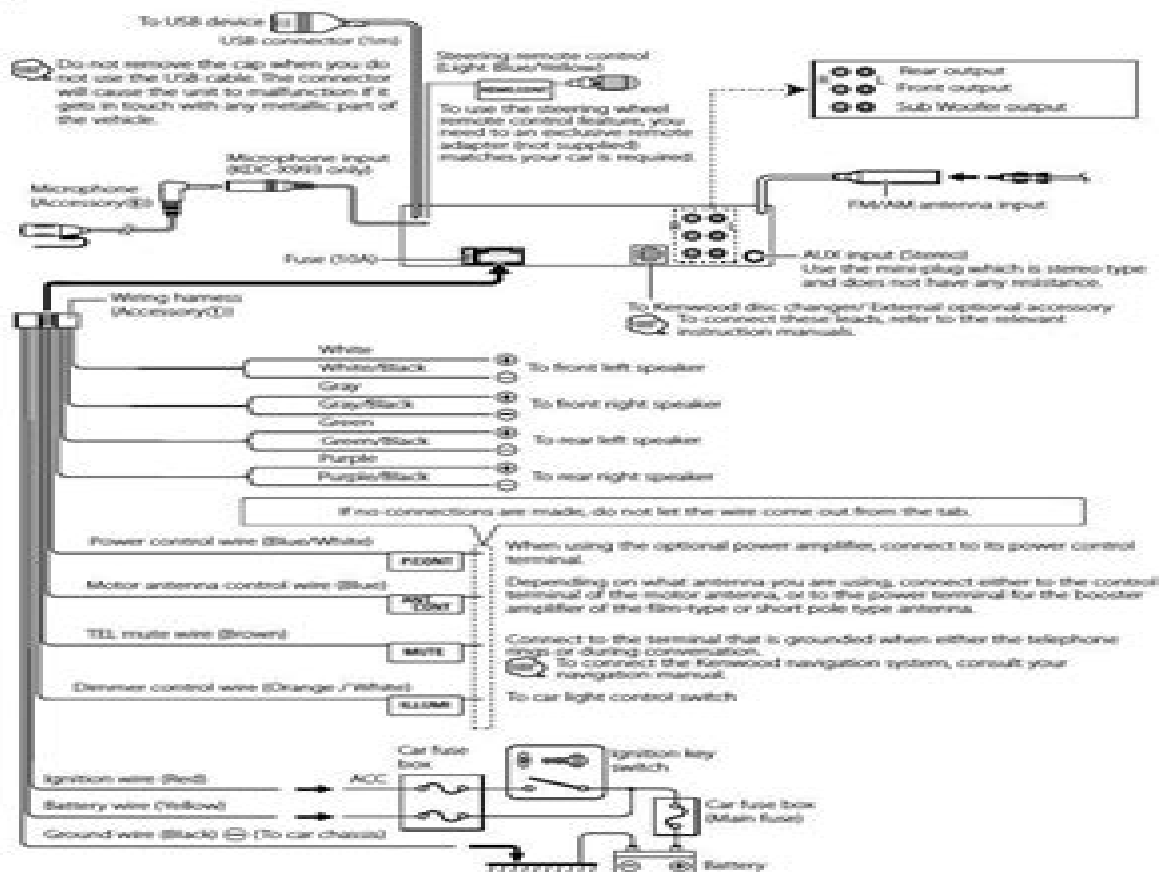 To USB device
USB connector (1m)
Do not remove the cap when you do
not use the USB cable. The connector
will cause the unit to malfunction if it
gets in touch with any metallic part of
the vehicle.
Steering remote control
(Light Blue/Yellow)
REMO.CONT
To use the steering wheel
remote control feature, you
need to an exclusive remote
adapter (not supplied)
matches your car is required.
R L
Rear output
Front output
Sub Woofer output
Microphone input
(KDC-X993 only)
Microphone
FM/AM antenna input
Fuse (10A)
AUX input (Stereo)
Use the mini-plug which is stereo type
and does not have any resistance.
To Kenwood disc changer/ External optional accessory
To connect these leads, refer to the relevant
instruction manuals.
Wiring harness
(Accessory①)
White
White/Black
To front left speaker
Gray
Gray/Black
To front right speaker
Green
Green/Black
To rear left speaker
Purple
Purple/Black
To rear right speaker
If no connections are made, do not let the wire come out from the tab.
Power control wire (Blue/White)
P.CONT
When using the optional power amplifier, connect to its power control
terminal.
Motor antenna control wire (Blue)
ANT. CONT
Depending on what antenna you are using, connect either to the control
terminal of the motor antenna, or to the power terminal for the booster
amplifier of the film-type or short pole type antenna.
TEL mute wire (Brown)
MUTE
Connect to the terminal that is grounded when either the telephone
rings or during conversation.
To connect the Kenwood navigation system, consult your
navigation manual.
Dimmer control wire (Orange / White)
ILLUMI
To car light control switch
Car fuse
box
Ignition key
switch
Ignition wire (Red)
ACC
Battery wire (Yellow)
Car fuse box
(Main fuse)
Ground wire (Black) ⊖ (To car chassis)
Battery